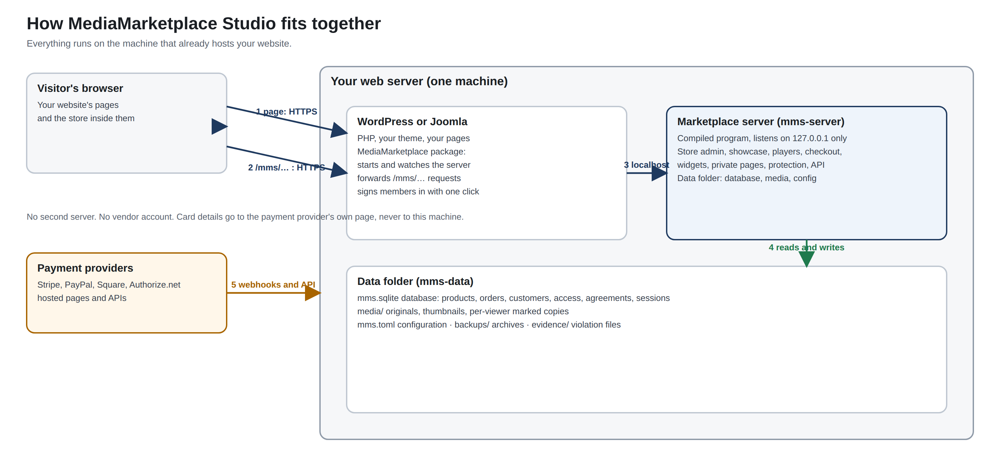 How MediaMarketplace Studio fits together
Everything runs on the machine that already hosts your website.
Visitor's browser
Your website's pages
and the store inside them
1 page: HTTPS
2 /mms/… : HTTPS
Your web server (one machine)
WordPress or Joomla
PHP, your theme, your pages
MediaMarketplace package:
starts and watches the server
forwards /mms/… requests
signs members in with one click
3 localhost
Marketplace server (mms-server)
Compiled program, listens on 127.0.0.1 only
Store admin, showcase, players, checkout,
widgets, private pages, protection, API
Data folder: database, media, config
No second server. No vendor account. Card details go to the payment provider's own page, never to this machine.
4 reads and writes
Payment providers
Stripe, PayPal, Square, Authorize.net
hosted pages and APIs
5 webhooks and API
Data folder (mms-data)
mms.sqlite database: products, orders, customers, access, agreements, sessions
media/ originals, thumbnails, per-viewer marked copies
mms.toml configuration · backups/ archives · evidence/ violation files